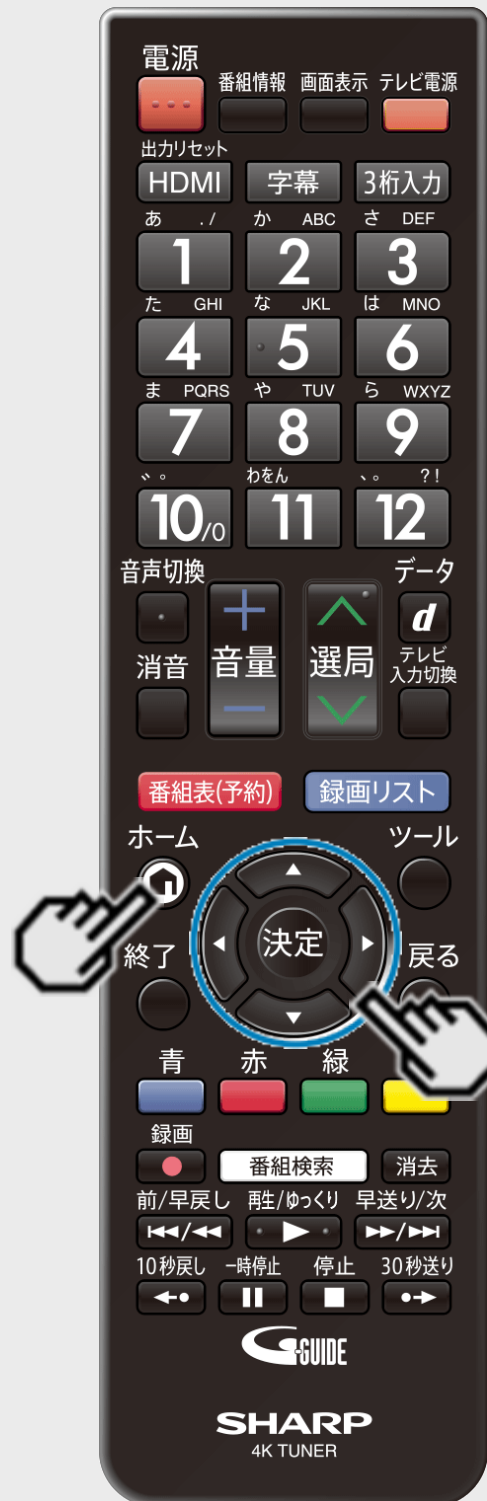 電源
番組情報 画面表示 テレビ電源
出力リセット
HDMI 字幕 3桁入力
あ ./ か ABC さ DEF
1 2 3
た GHI な JKL は MNO
4 5 6
ま PQRS や TUV ら WXYZ
7 8 9
゛゜ わをん 、。 ?!
10/0 11 12
音声切換 データ
＋ d
消音 音量 選局 テレビ
入力切換
－
番組表(予約) 録画リスト
ホーム ツール
終了 決定 戻る
青 赤 緑
録画
番組検索 消去
前/早戻し 再生/ゆっくり 早送り/次
10秒戻し 一時停止 停止 30秒送り
G-GUIDE
SHARP
4K TUNER